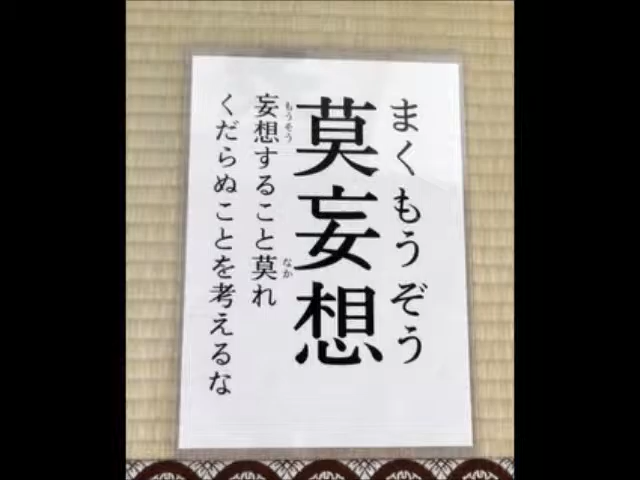 まくもうぞう
莫妄想
もうそう
なか
妄想すること莫れ
くだらぬことを考えるな